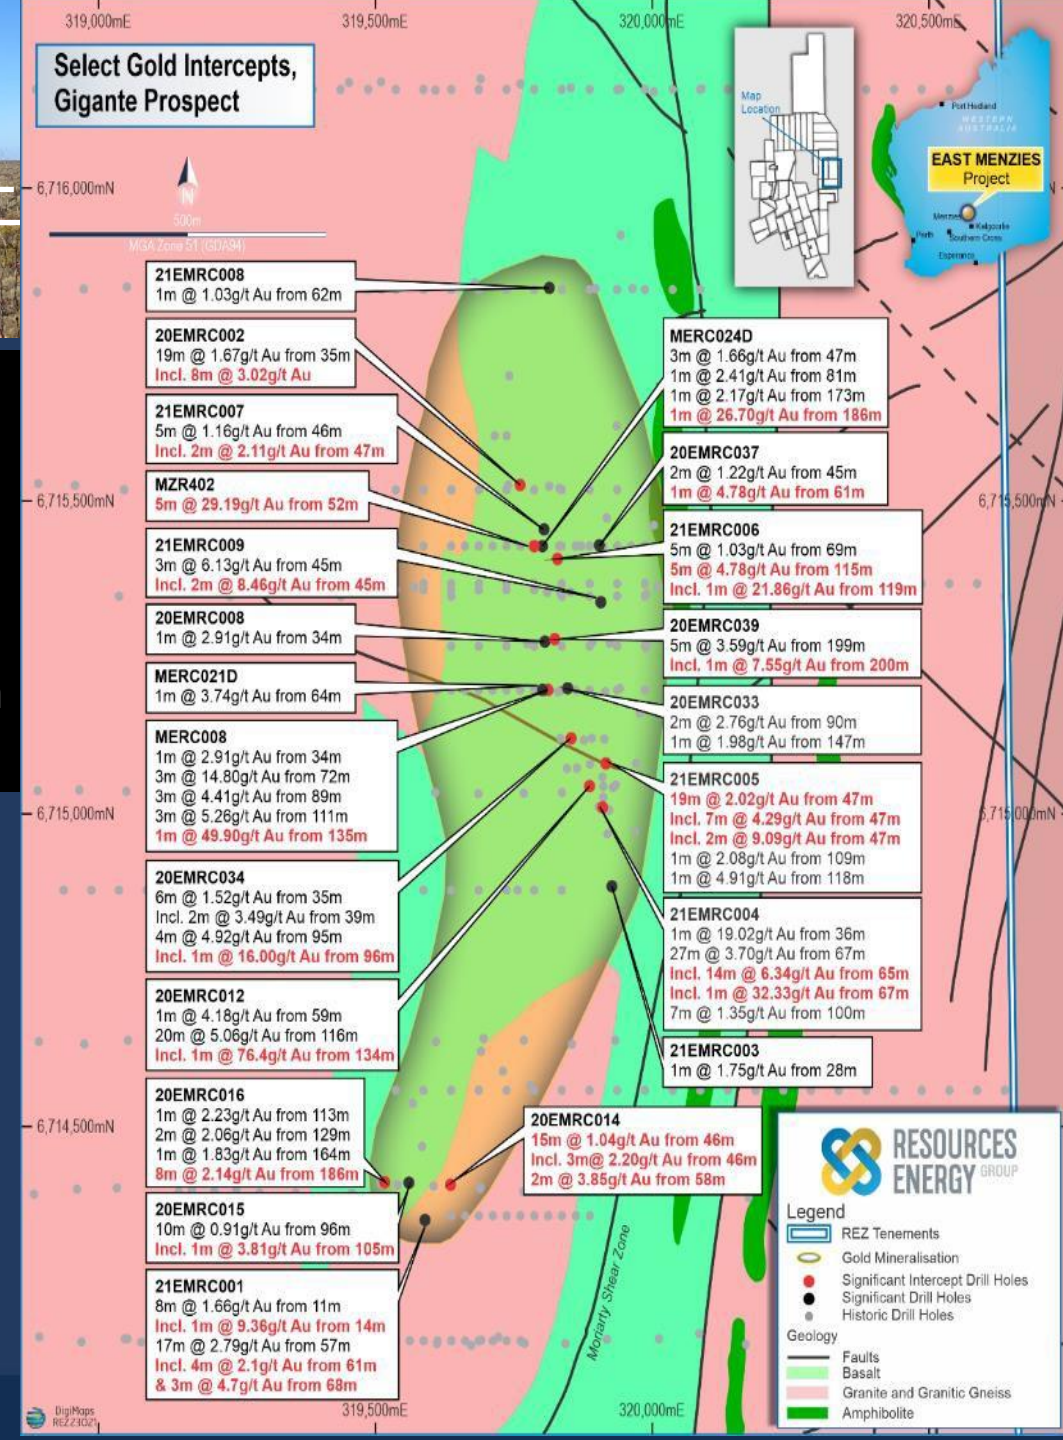 319,000mE
319,500mE
320,000mE
320,500mE
Select Gold Intercepts,
Gigante Prospect
Map
Location
Port Hedland
WESTERN
AUSTRALIA
EAST MENZIES
Project
Menzies
Kalgoorlie
Perth
Southern Cross
Esperance
6,716,000mN
N
500m
MGA Zone 51 (GDA94)
21EMRC008
1m @ 1.03g/t Au from 62m
20EMRC002
19m @ 1.67g/t Au from 35m
Incl. 8m @ 3.02g/t Au
21EMRC007
5m @ 1.16g/t Au from 46m
Incl. 2m @ 2.11g/t Au from 47m
MZR402
5m @ 29.19g/t Au from 52m
6,715,500mN
21EMRC009
3m @ 6.13g/t Au from 45m
Incl. 2m @ 8.46g/t Au from 45m
20EMRC008
1m @ 2.91g/t Au from 34m
MERC021D
1m @ 3.74g/t Au from 64m
MERC008
1m @ 2.91g/t Au from 34m
3m @ 14.80g/t Au from 72m
3m @ 4.41g/t Au from 89m
3m @ 5.26g/t Au from 111m
1m @ 49.90g/t Au from 135m
6,715,000mN
20EMRC034
6m @ 1.52g/t Au from 35m
Incl. 2m @ 3.49g/t Au from 39m
4m @ 4.92g/t Au from 95m
Incl. 1m @ 16.00g/t Au from 96m
20EMRC012
1m @ 4.18g/t Au from 59m
20m @ 5.06g/t Au from 116m
Incl. 1m @ 76.4g/t Au from 134m
20EMRC016
1m @ 2.23g/t Au from 113m
2m @ 2.06g/t Au from 129m
1m @ 1.83g/t Au from 164m
8m @ 2.14g/t Au from 186m
6,714,500mN
20EMRC015
10m @ 0.91g/t Au from 96m
Incl. 1m @ 3.81g/t Au from 105m
21EMRC001
8m @ 1.66g/t Au from 11m
Incl. 1m @ 9.36g/t Au from 14m
17m @ 2.79g/t Au from 57m
Incl. 4m @ 2.1g/t Au from 61m
& 3m @ 4.7g/t Au from 68m
MERC024D
3m @ 1.66g/t Au from 47m
1m @ 2.41g/t Au from 81m
1m @ 2.17g/t Au from 173m
1m @ 26.70g/t Au from 186m
20EMRC037
2m @ 1.22g/t Au from 45m
1m @ 4.78g/t Au from 61m
6,715,500mN
21EMRC006
5m @ 1.03g/t Au from 69m
5m @ 4.78g/t Au from 115m
Incl. 1m @ 21.86g/t Au from 119m
20EMRC039
5m @ 3.59g/t Au from 199m
Incl. 1m @ 7.55g/t Au from 200m
20EMRC033
2m @ 2.76g/t Au from 90m
1m @ 1.98g/t Au from 147m
21EMRC005
19m @ 2.02g/t Au from 47m
Incl. 7m @ 4.29g/t Au from 47m
Incl. 2m @ 9.09g/t Au from 47m
1m @ 2.08g/t Au from 109m
1m @ 4.91g/t Au from 118m
6,715,000mN
21EMRC004
1m @ 19.02g/t Au from 36m
27m @ 3.70g/t Au from 67m
Incl. 14m @ 6.34g/t Au from 65m
Incl. 1m @ 32.33g/t Au from 67m
7m @ 1.35g/t Au from 100m
21EMRC003
1m @ 1.75g/t Au from 28m
20EMRC014
15m @ 1.04g/t Au from 46m
Incl. 3m@ 2.20g/t Au from 46m
2m @ 3.85g/t Au from 58m
Moriarty Shear Zone
RESOURCES
ENERGY GROUP
Legend
REZ Tenements
Gold Mineralisation
Significant Intercept Drill Holes
Significant Drill Holes
Historic Drill Holes
Geology
Faults
Basalt
Granite and Granitic Gneiss
Amphibolite
DigiMaps
319,500mE
320,000mE